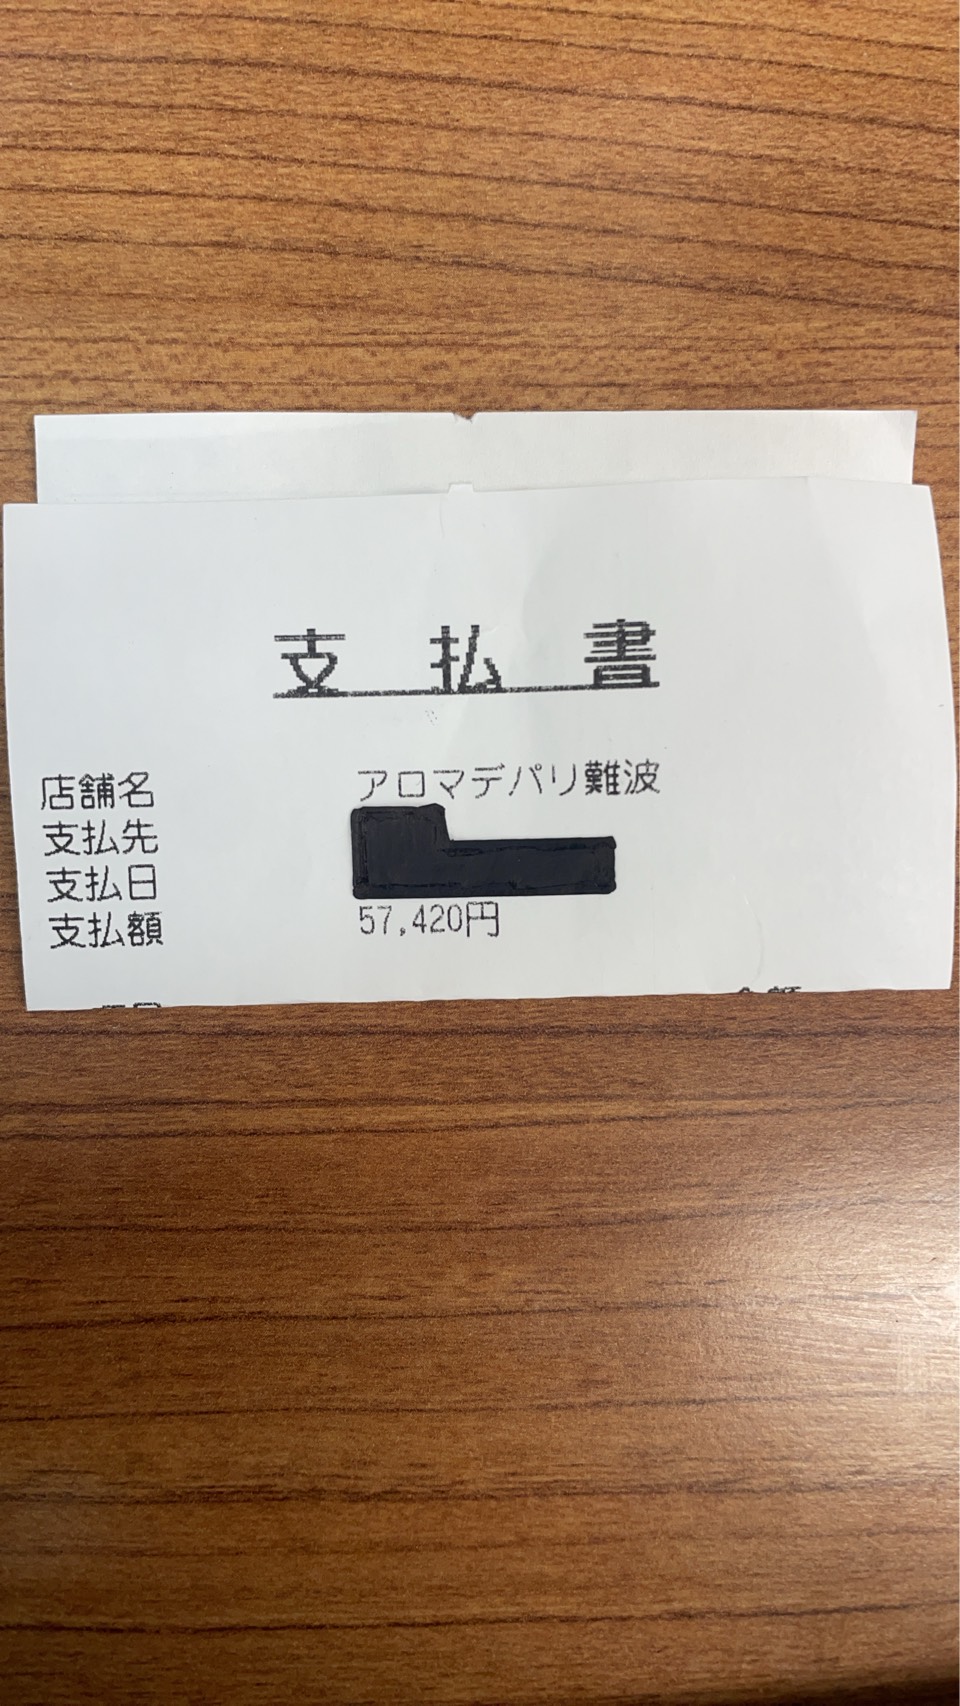 支払書
店舗名 アロマデパリ難波
支払先
支払日
支払額 57,420円